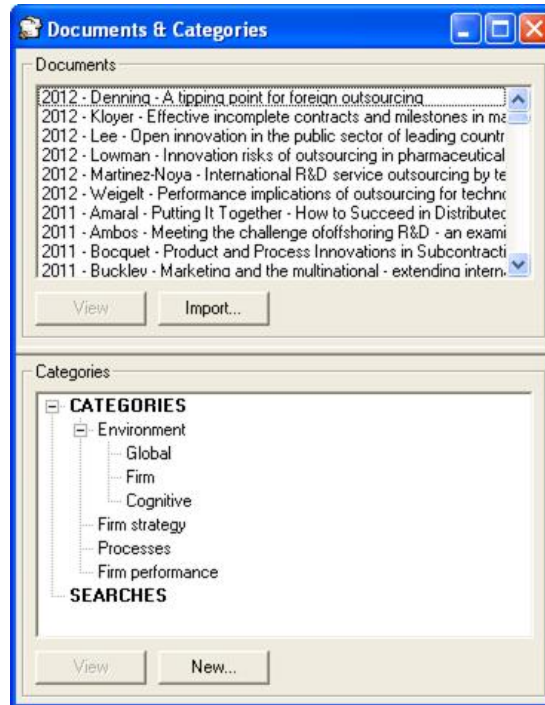 Documents & Categories
Documents
2012 - Denning - A tipping point for foreign outsourcing
2012 - Kloyer - Effective incomplete contracts and milestones in ma
2012 - Lee - Open innovation in the public sector of leading countr
2012 - Lowman - Innovation risks of outsourcing in pharmaceutical
2012 - Martinez-Noya - International R&D service outsourcing by te
2012 - Weigelt - Performance implications of outsourcing for techno
2011 - Amaral - Putting It Together - How to Succeed in Distributed
2011 - Ambos - Meeting the challenge ofoffshoring R&D - an exami
2011 - Bocquet - Product and Process Innovations in Subcontracti
2011 - Buckley - Marketing and the multinational - extending intern
View Import...
Categories
CATEGORIES
Environment
Global
Firm
Cognitive
Firm strategy
Processes
Firm performance
SEARCHES
View New...